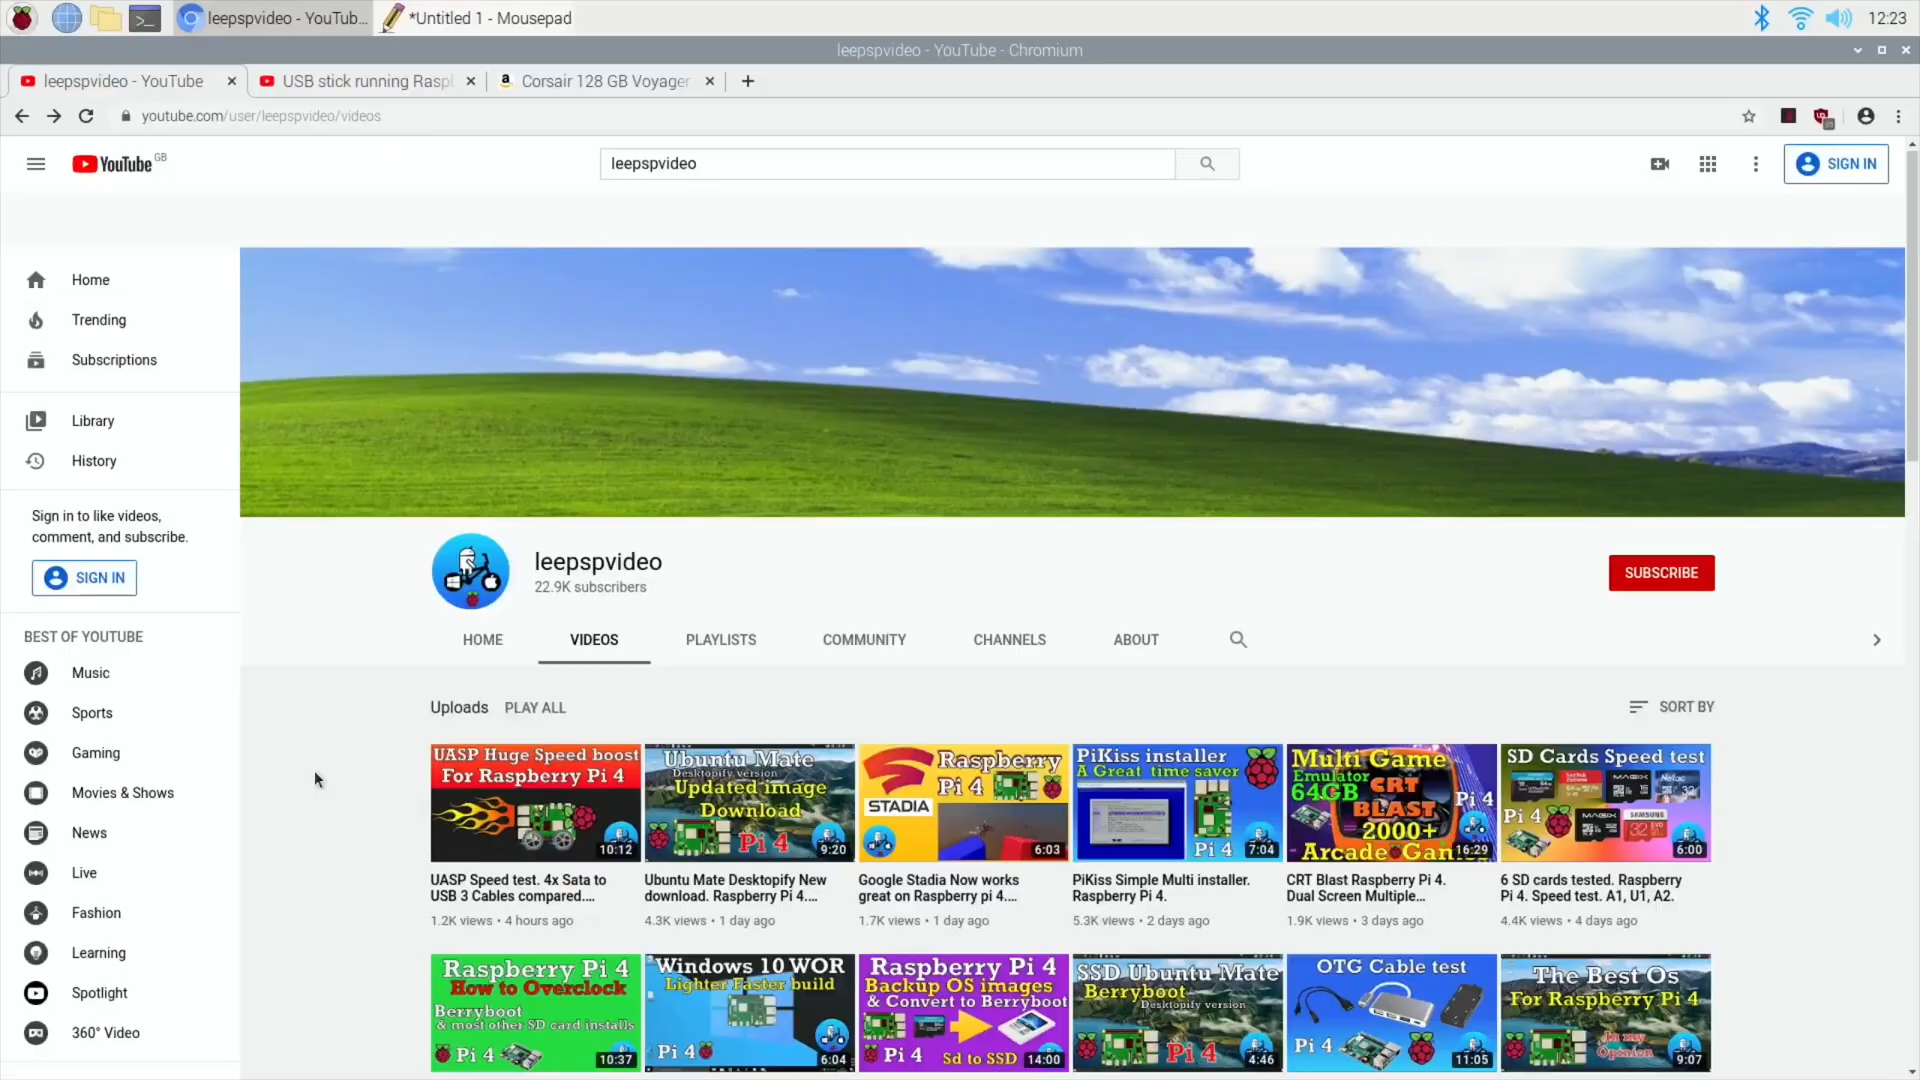 leepspvideo - YouTub...
*Untitled 1 - Mousepad
12:23
leepspvideo - YouTube - Chromium
leepspvideo - YouTube
USB stick running Rasp
Corsair 128 GB Voyager
youtube.com/user/leepspvideo/videos
YouTube GB
leepspvideo
SIGN IN
Home
Trending
Subscriptions
Library
History
Sign in to like videos,
comment, and subscribe.
SIGN IN
BEST OF YOUTUBE
Music
Sports
Gaming
Movies & Shows
News
Live
Fashion
Learning
Spotlight
360° Video
leepspvideo
22.9K subscribers
SUBSCRIBE
HOME
VIDEOS
PLAYLISTS
COMMUNITY
CHANNELS
ABOUT
Uploads
PLAY ALL
SORT BY
UASP Huge Speed boost
For Raspberry Pi 4
10:12
UASP Speed test. 4x Sata to
USB 3 Cables compared....
1.2K views • 4 hours ago
Ubuntu Mate
Desktopify version
Updated image
Download
Pi 4
9:20
Ubuntu Mate Desktopify New
download. Raspberry Pi 4....
4.3K views • 1 day ago
Raspberry
Pi 4
STADIA
6:03
Google Stadia Now works
great on Raspberry pi 4....
1.7K views • 1 day ago
PiKiss installer
A Great time saver
Pi 4
7:04
PiKiss Simple Multi installer.
Raspberry Pi 4.
5.3K views • 2 days ago
Multi Game
Emulator
64GB
CRT
BLAST
Pi 4
2000+
Arcade Gam
16:29
CRT Blast Raspberry Pi 4.
Dual Screen Multiple...
1.9K views • 3 days ago
SD Cards Speed test
MAGIX
Netac
32
Pi 4
MAGIX
SAMSUNG
32
6:00
6 SD cards tested. Raspberry
Pi 4. Speed test. A1, U1, A2.
4.4K views • 4 days ago
Raspberry Pi 4
How to Overclock
Berryboot
& most other SD card installs
Pi 4
10:37
Windows 10 WOR
Lighter Faster build
Pi 4
6:04
Raspberry Pi 4
Backup OS images
& Convert to Berryboot
Pi 4
Sd to SSD
14:00
SSD Ubuntu Mate
Berryboot
Desktopify version
Pi 4
4:46
OTG Cable test
Pi 4
11:05
The Best Os
For Raspberry Pi 4
In my
Opinion
9:07